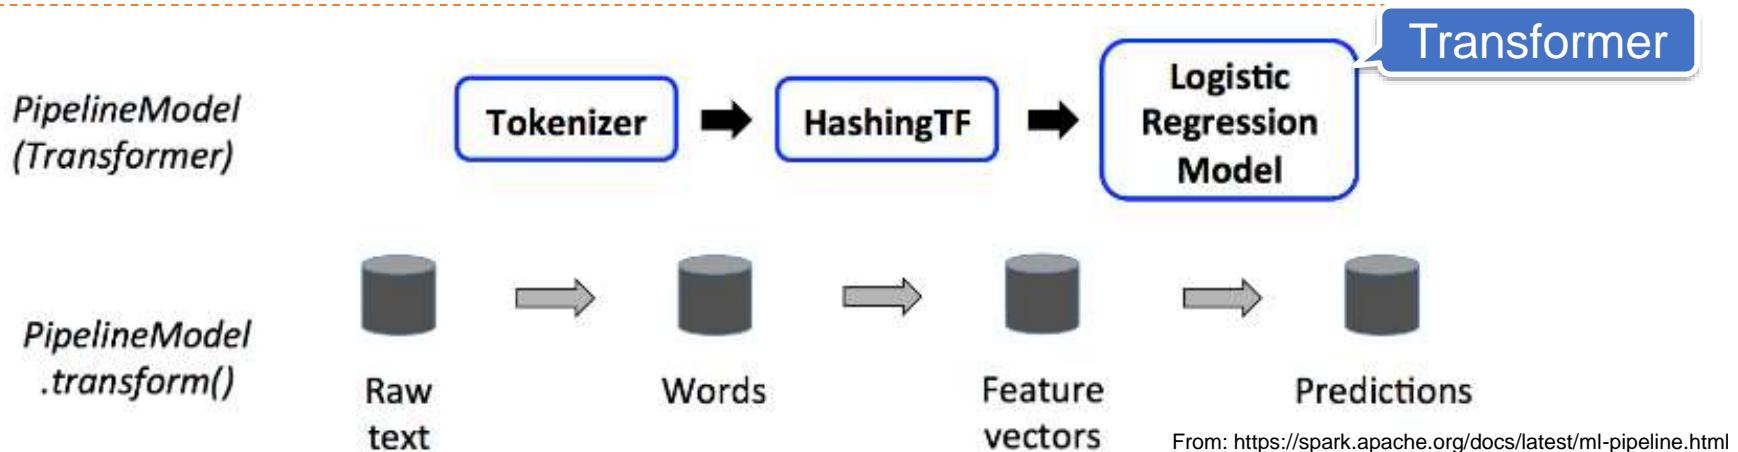 Transformer
PipelineModel
(Transformer)
Tokenizer
HashingTF
Logistic
Regression
Model
PipelineModel
.transform()
Raw
text
Words
Feature
vectors
Predictions
From: https://spark.apache.org/docs/latest/ml-pipeline.html